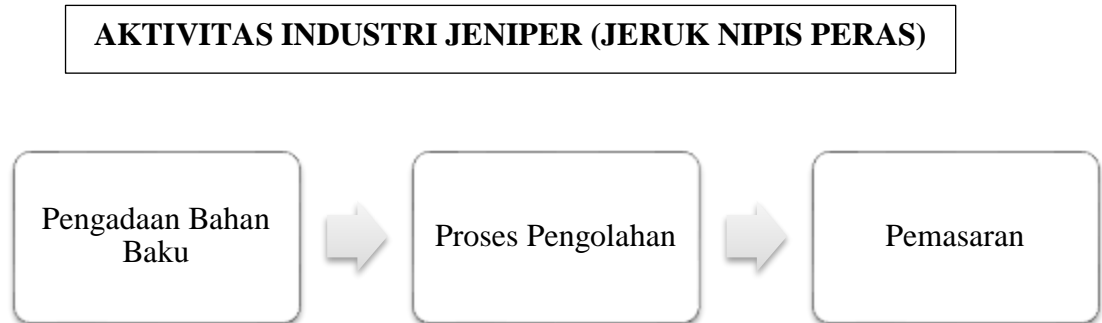 AKTIVITAS INDUSTRI JENIPER (JERUK NIPIS PERAS)
Pengadaan Bahan
Baku
Proses Pengolahan
Pemasaran